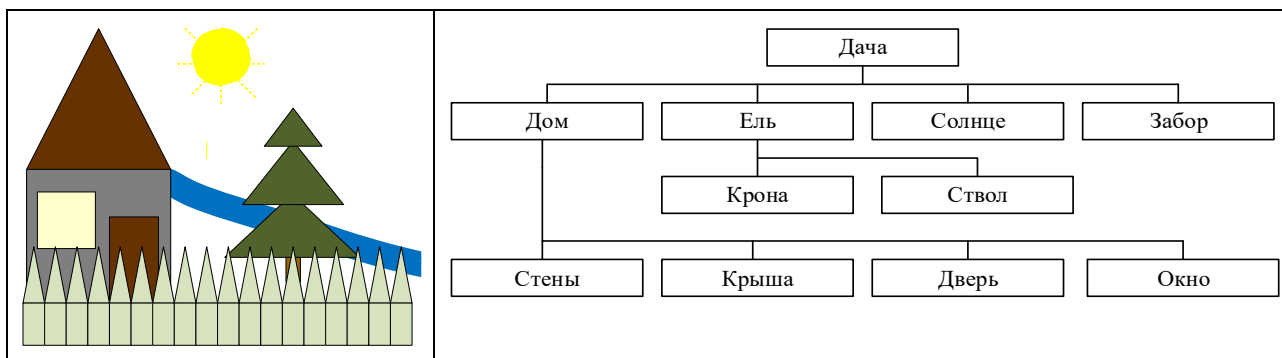 Дача
Дом
Ель
Солнце
Забор
Крона
Ствол
Стены
Крыша
Дверь
Окно